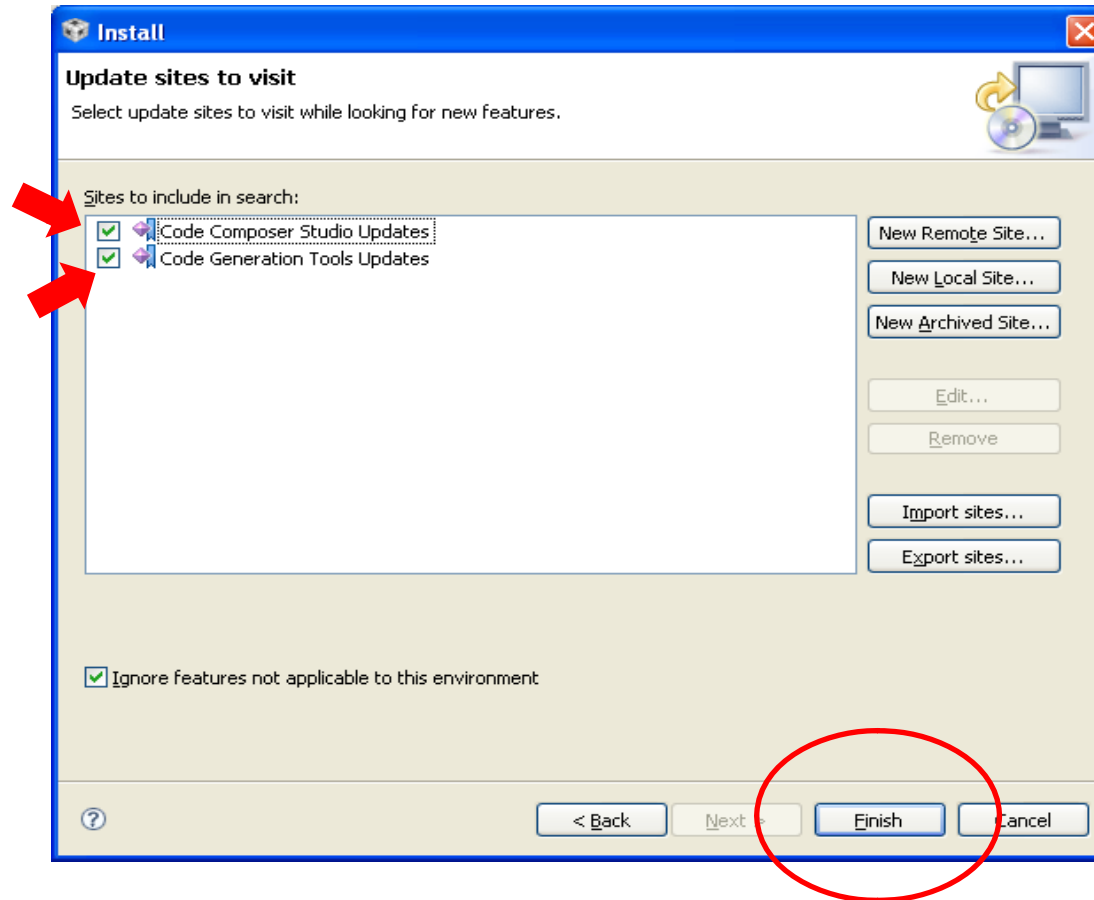 Install
Update sites to visit
Select update sites to visit while looking for new features.
Sites to include in search:
Code Composer Studio Updates
Code Generation Tools Updates
New Remote Site...
New Local Site...
New Archived Site...
Edit...
Remove
Import sites...
Export sites...
Ignore features not applicable to this environment
?
< Back
Next >
Finish
Cancel